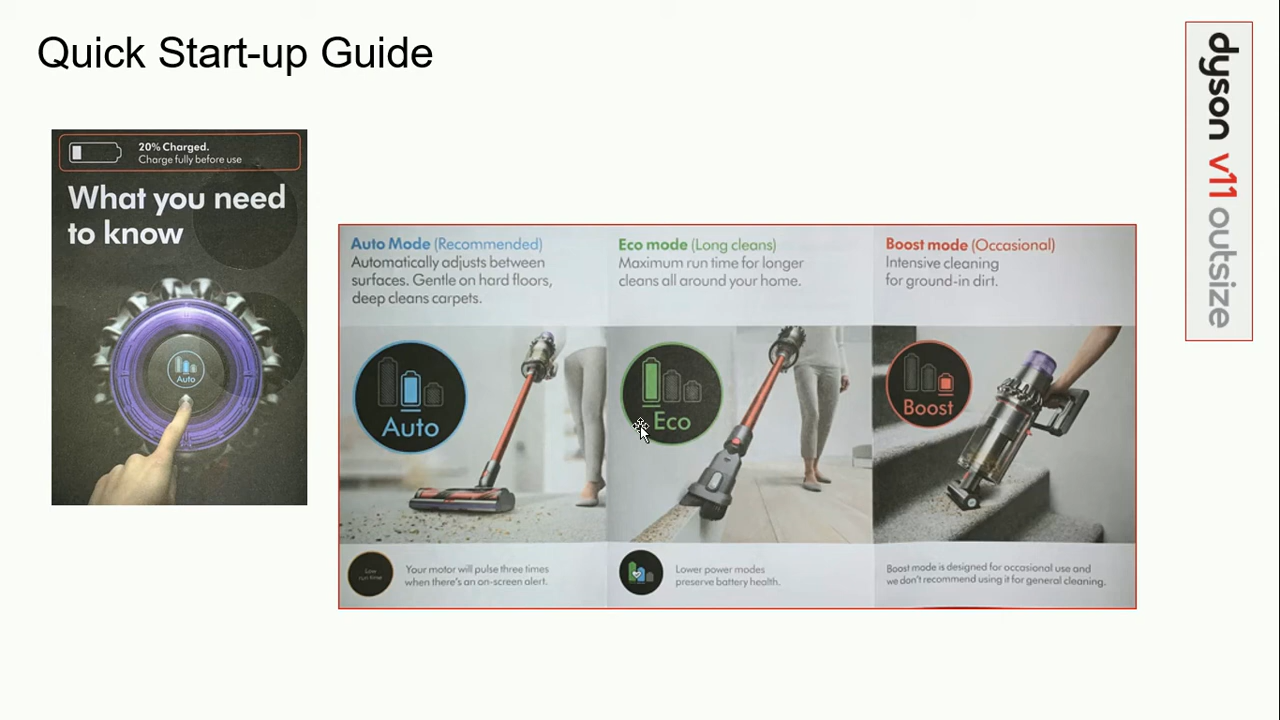 Quick Start-up Guide
dyson v11 outsize
20% Charged.
Charge fully before use
What you need
to know
Auto
Auto Mode (Recommended)
Automatically adjusts between
surfaces. Gentle on hard floors,
deep cleans carpets.
Auto
Your motor will pulse three times
when there's an on-screen alert.
Low
run time
Eco mode (Long cleans)
Maximum run time for longer
cleans all around your home.
Eco
Lower power modes
preserve battery health.
Boost mode (Occasional)
Intensive cleaning
for ground-in dirt.
Boost
Boost mode is designed for occasional use and
we don't recommend using it for general cleaning.